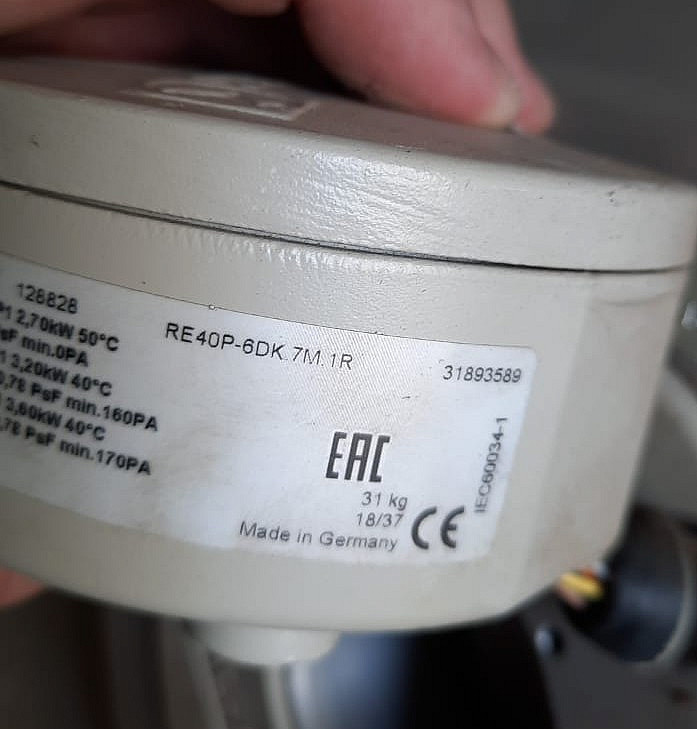 128828
P1 2,70kW 50°C
PsF min.0PA
1 3,20kW 40°C
0,78 PsF min.160PA
3,60kW 40°C
,78 PsF min.170PA
RE40P-6DK.7M.1R
31893589
EAC
31 kg
18/37
Made in Germany
CE
IEC60034-1